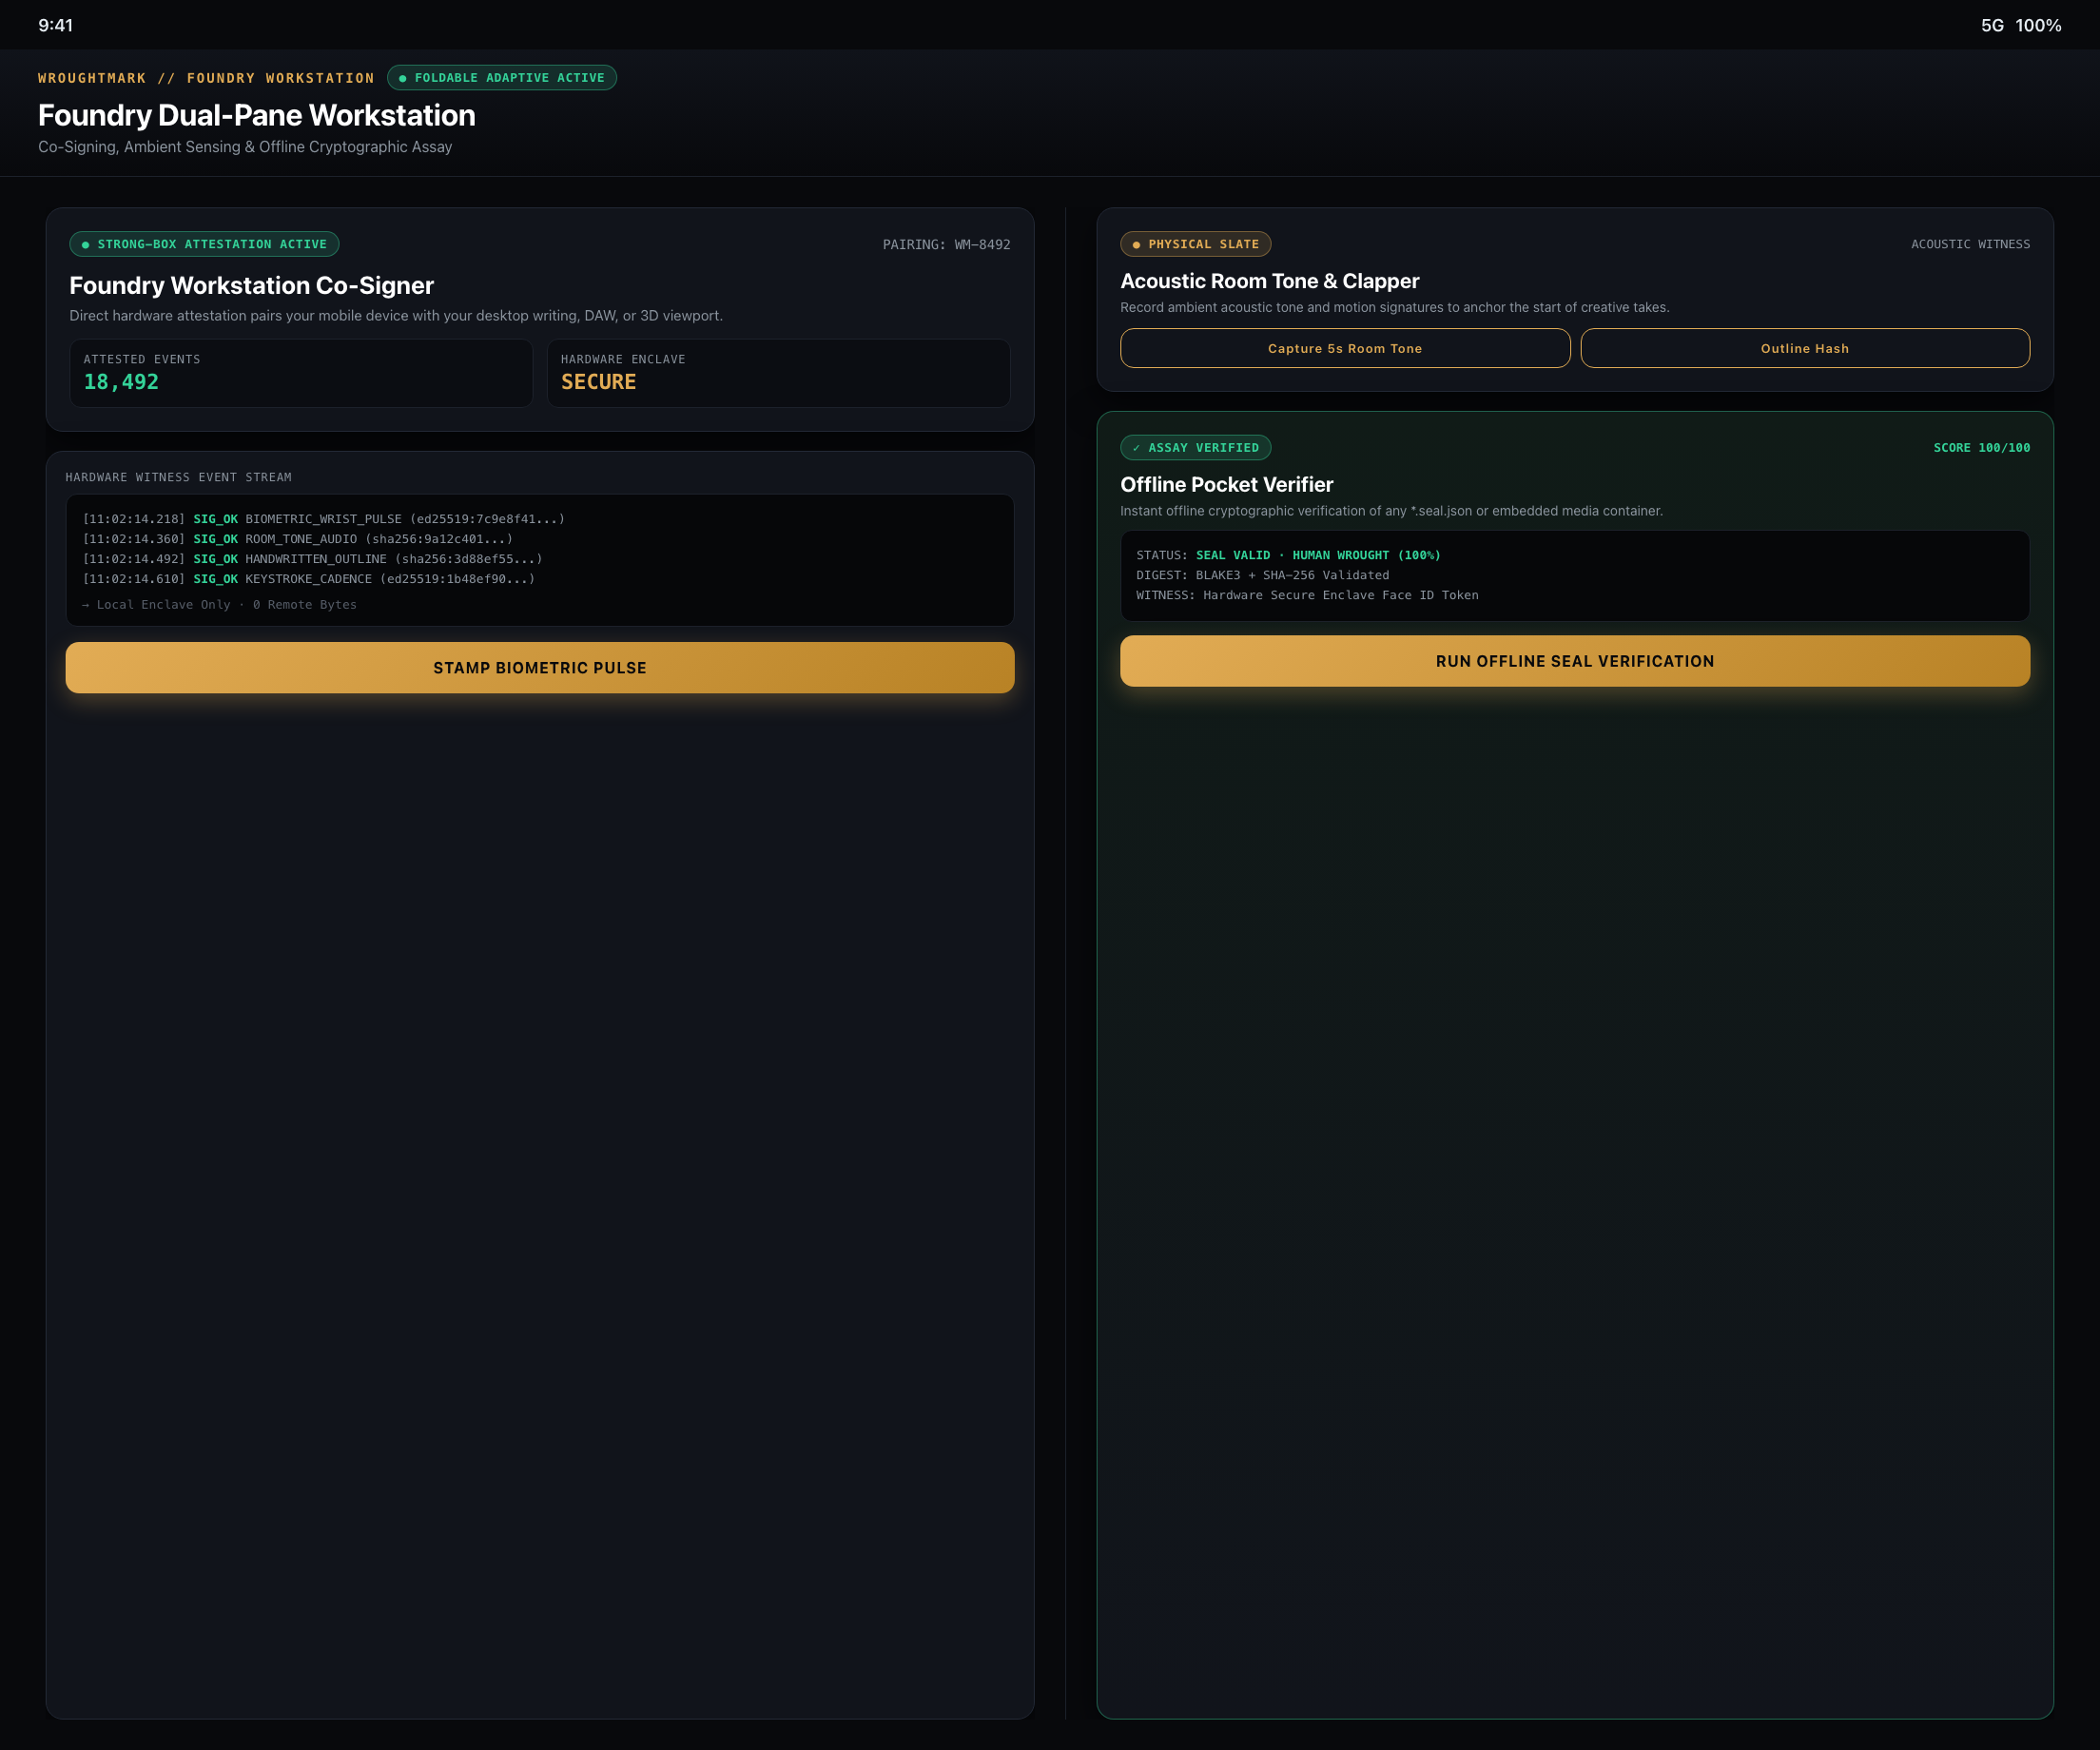 9:41
5G 100%
WROUGHTMARK // FOUNDRY WORKSTATION
● FOLDABLE ADAPTIVE ACTIVE
Foundry Dual-Pane Workstation
Co-Signing, Ambient Sensing & Offline Cryptographic Assay
● STRONG-BOX ATTESTATION ACTIVE
PAIRING: WM-8492
Foundry Workstation Co-Signer
Direct hardware attestation pairs your mobile device with your desktop writing, DAW, or 3D viewport.
ATTESTED EVENTS
18,492
HARDWARE ENCLAVE
SECURE
HARDWARE WITNESS EVENT STREAM
[11:02:14.218] SIG_OK BIOMETRIC_WRIST_PULSE (ed25519:7c9e8f41...)
[11:02:14.360] SIG_OK ROOM_TONE_AUDIO (sha256:9a12c401...)
[11:02:14.492] SIG_OK HANDWRITTEN_OUTLINE (sha256:3d88ef55...)
[11:02:14.610] SIG_OK KEYSTROKE_CADENCE (ed25519:1b48ef90...)
→ Local Enclave Only · 0 Remote Bytes
STAMP BIOMETRIC PULSE
● PHYSICAL SLATE
ACOUSTIC WITNESS
Acoustic Room Tone & Clapper
Record ambient acoustic tone and motion signatures to anchor the start of creative takes.
Capture 5s Room Tone
Outline Hash
✓ ASSAY VERIFIED
SCORE 100/100
Offline Pocket Verifier
Instant offline cryptographic verification of any *.seal.json or embedded media container.
STATUS: SEAL VALID · HUMAN WROUGHT (100%)
DIGEST: BLAKE3 + SHA-256 Validated
WITNESS: Hardware Secure Enclave Face ID Token
RUN OFFLINE SEAL VERIFICATION